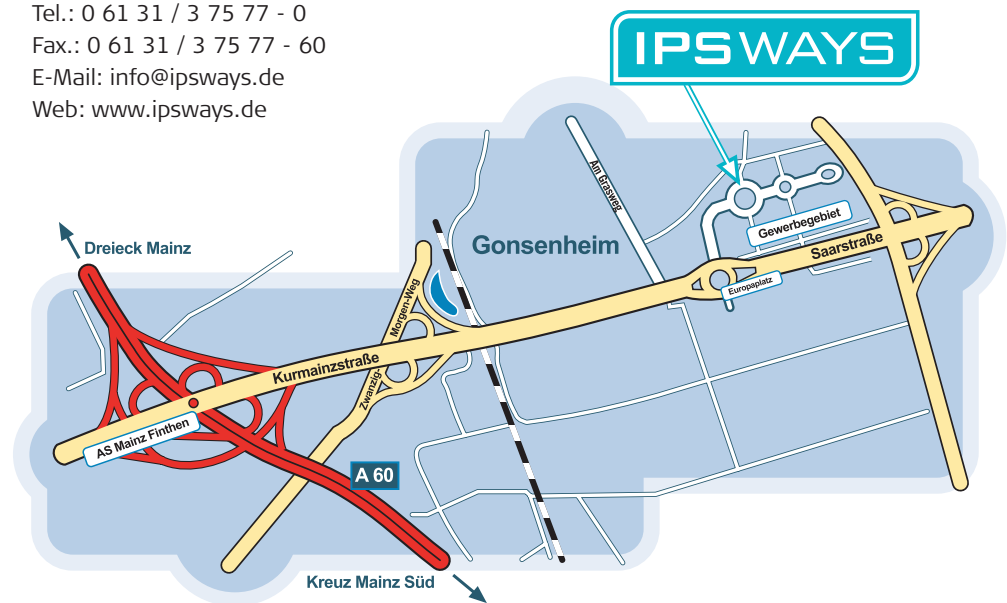 Tel.: 0 61 31 / 3 75 77 - 0
Fax.: 0 61 31 / 3 75 77 - 60
E-Mail: info@ipsways.de
Web: www.ipsways.de
IPSWAYS
Am Grasweg
Dreieck Mainz
Gonsenheim
Gewerbegebiet
Saarstraße
Europaplatz
Zwanzig-Morgen-Weg
Kurmainzstraße
AS Mainz Finthen
A 60
Kreuz Mainz Süd